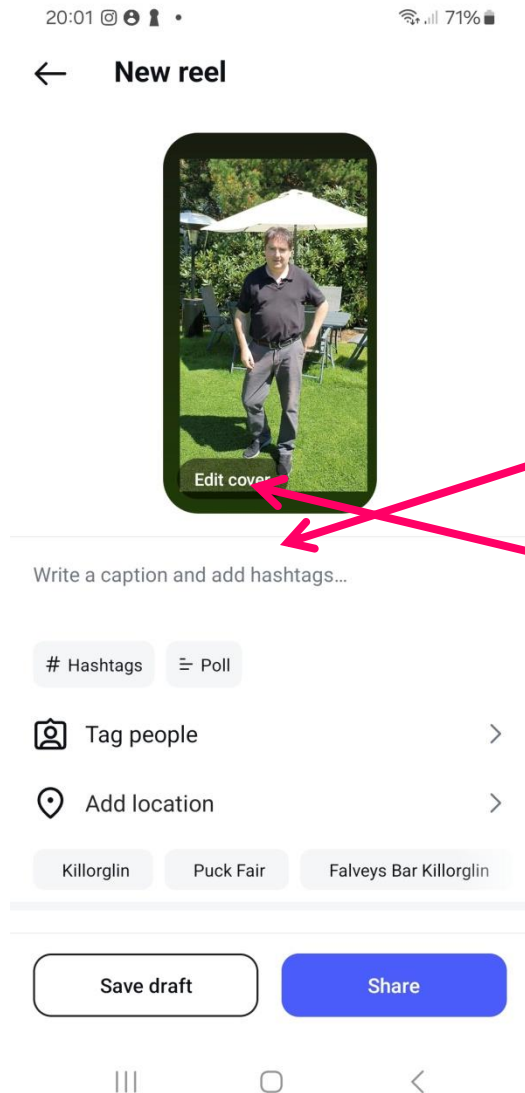 20:01 71%
New reel
Edit cover
Write a caption and add hashtags...
# Hashtags Poll
Tag people
Add location
Killorglin Puck Fair Falveys Bar Killorglin
Save draft Share